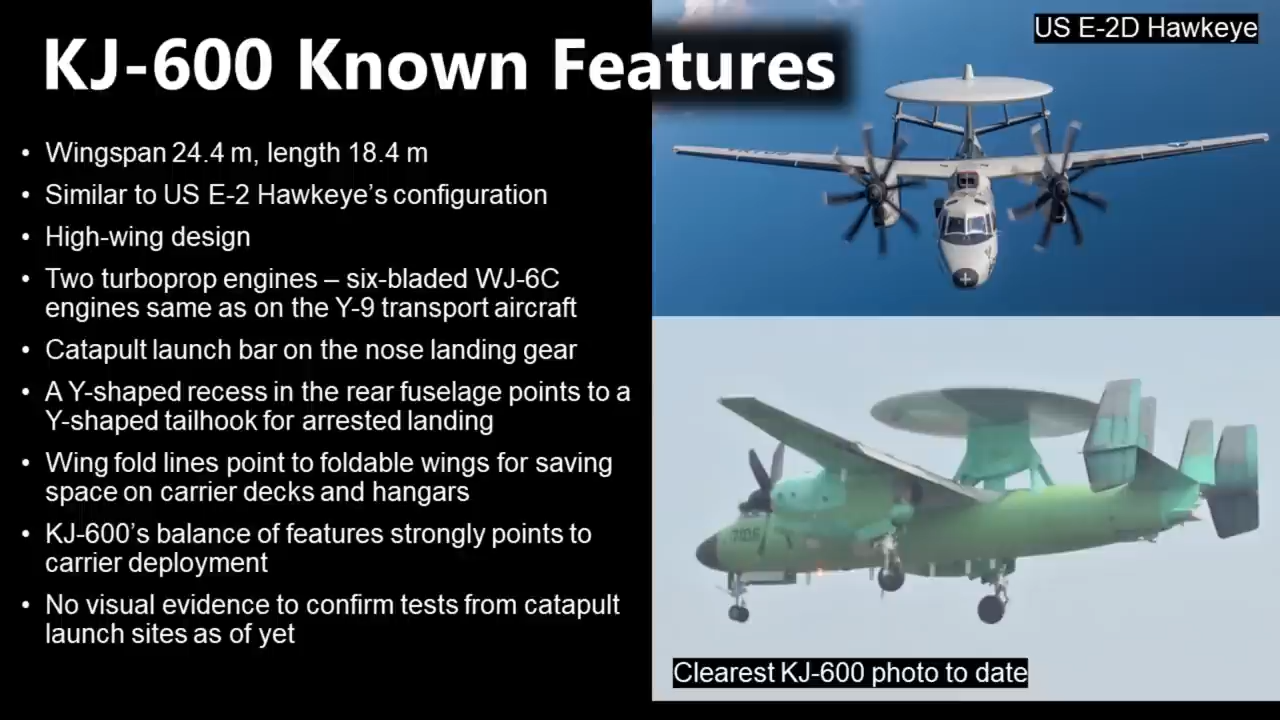 KJ-600 Known Features
US E-2D Hawkeye
• Wingspan 24.4 m, length 18.4 m
• Similar to US E-2 Hawkeye’s configuration
• High-wing design
• Two turboprop engines – six-bladed WJ-6C
engines same as on the Y-9 transport aircraft
• Catapult launch bar on the nose landing gear
• A Y-shaped recess in the rear fuselage points to a
Y-shaped tailhook for arrested landing
• Wing fold lines point to foldable wings for saving
space on carrier decks and hangars
• KJ-600’s balance of features strongly points to
carrier deployment
• No visual evidence to confirm tests from catapult
launch sites as of yet
Clearest KJ-600 photo to date